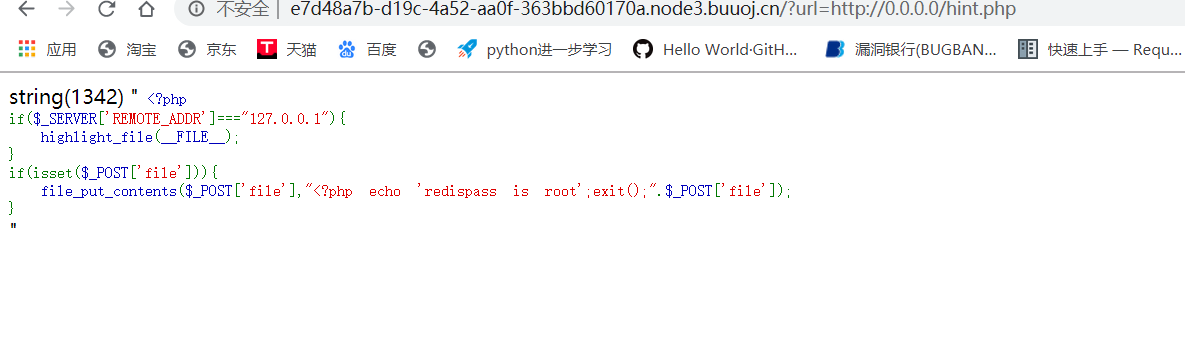 不安全 | e7d48a7b-d19c-4a52-aa0f-363bbd60170a.node3.buuoj.cn/?url=http://0.0.0.0/hint.php
应用 淘宝 京东 T 天猫 百度 python进一步学习 Hello World·GitH... 漏洞银行(BUGBAN... 快速上手 — Requ...
string(1342) " <?php
if($_SERVER['REMOTE_ADDR']==="127.0.0.1"){
highlight_file(__FILE__);
}
if(isset($_POST['file'])){
file_put_contents($_POST['file'],"<?php echo 'redispass is root';exit();".$_POST['file']);
}
"